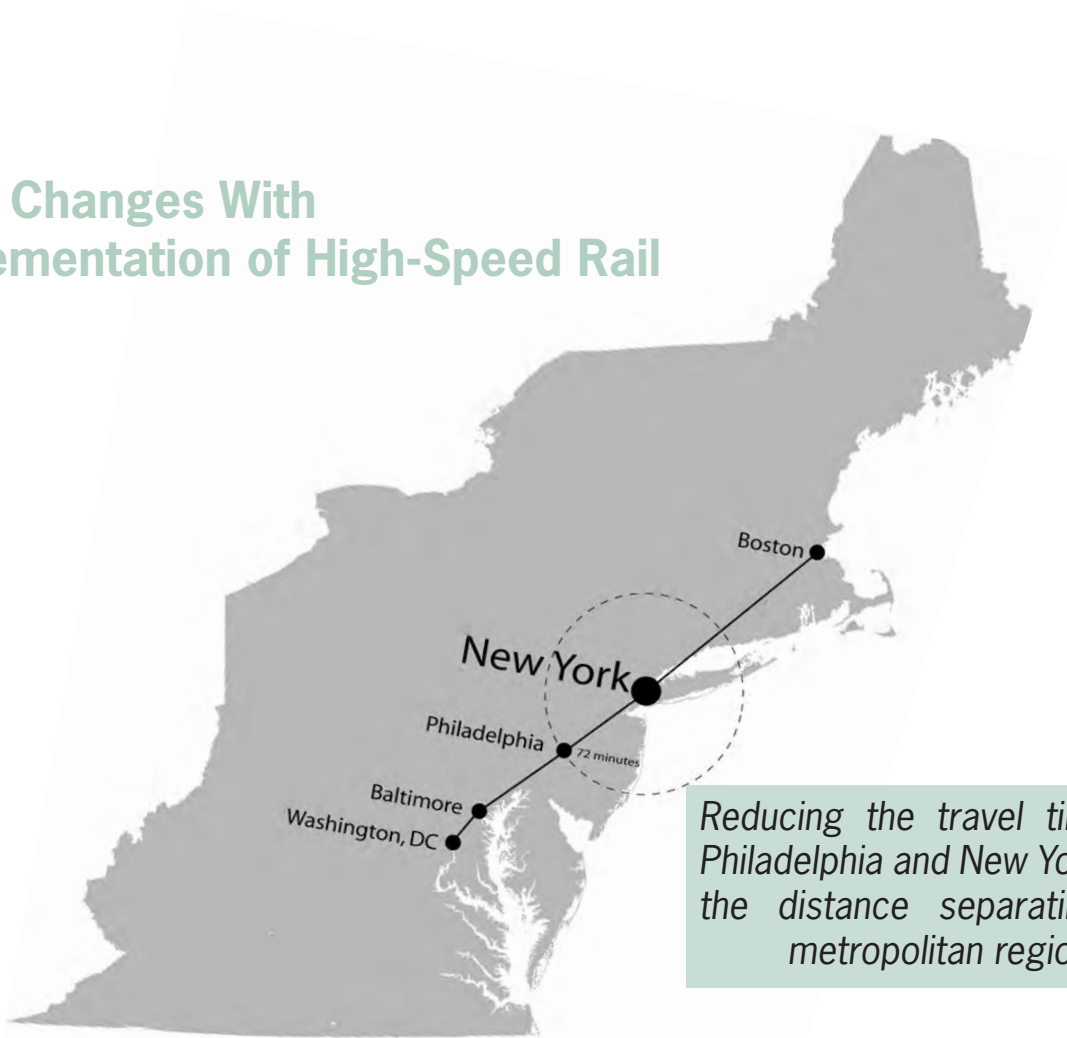 Changes With
ementation of High-Speed Rail
Boston
New York
Philadelphia
72 minutes
Baltimore
Washington, DC
Reducing the travel ti
Philadelphia and New Yo
the distance separati
metropolitan regio